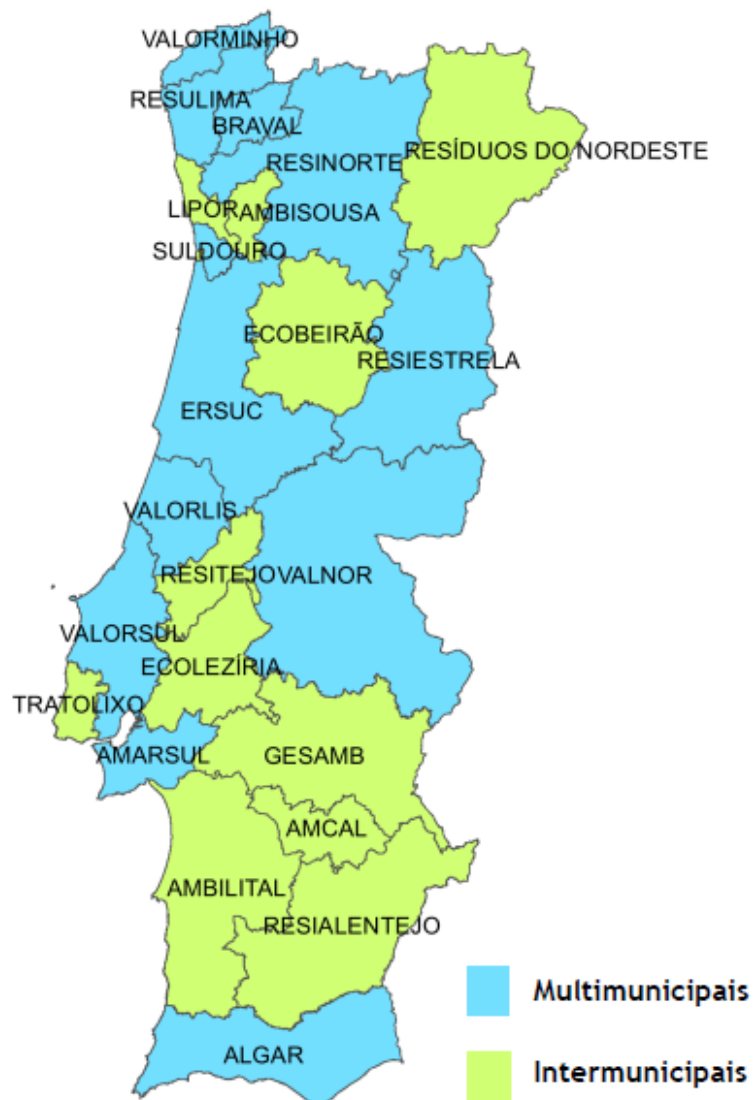 VALORMINHO
RESULIMA
BRAVAL
RESINORTE
RESÍDUOS DO NORDESTE
LIPOR
AMBISOUSA
SULDOURO
ECOBEIRÃO
RESIESTRELA
ERSUC
VALORLIS
RESITEJO
VALNOR
VALORSUL
ECOLEZÍRIA
TRATOLIXO
AMARSUL
GESAMB
AMCAL
AMBILITAL
RESIALENTEJO
Multimunicipais
ALGAR
Intermunicipais